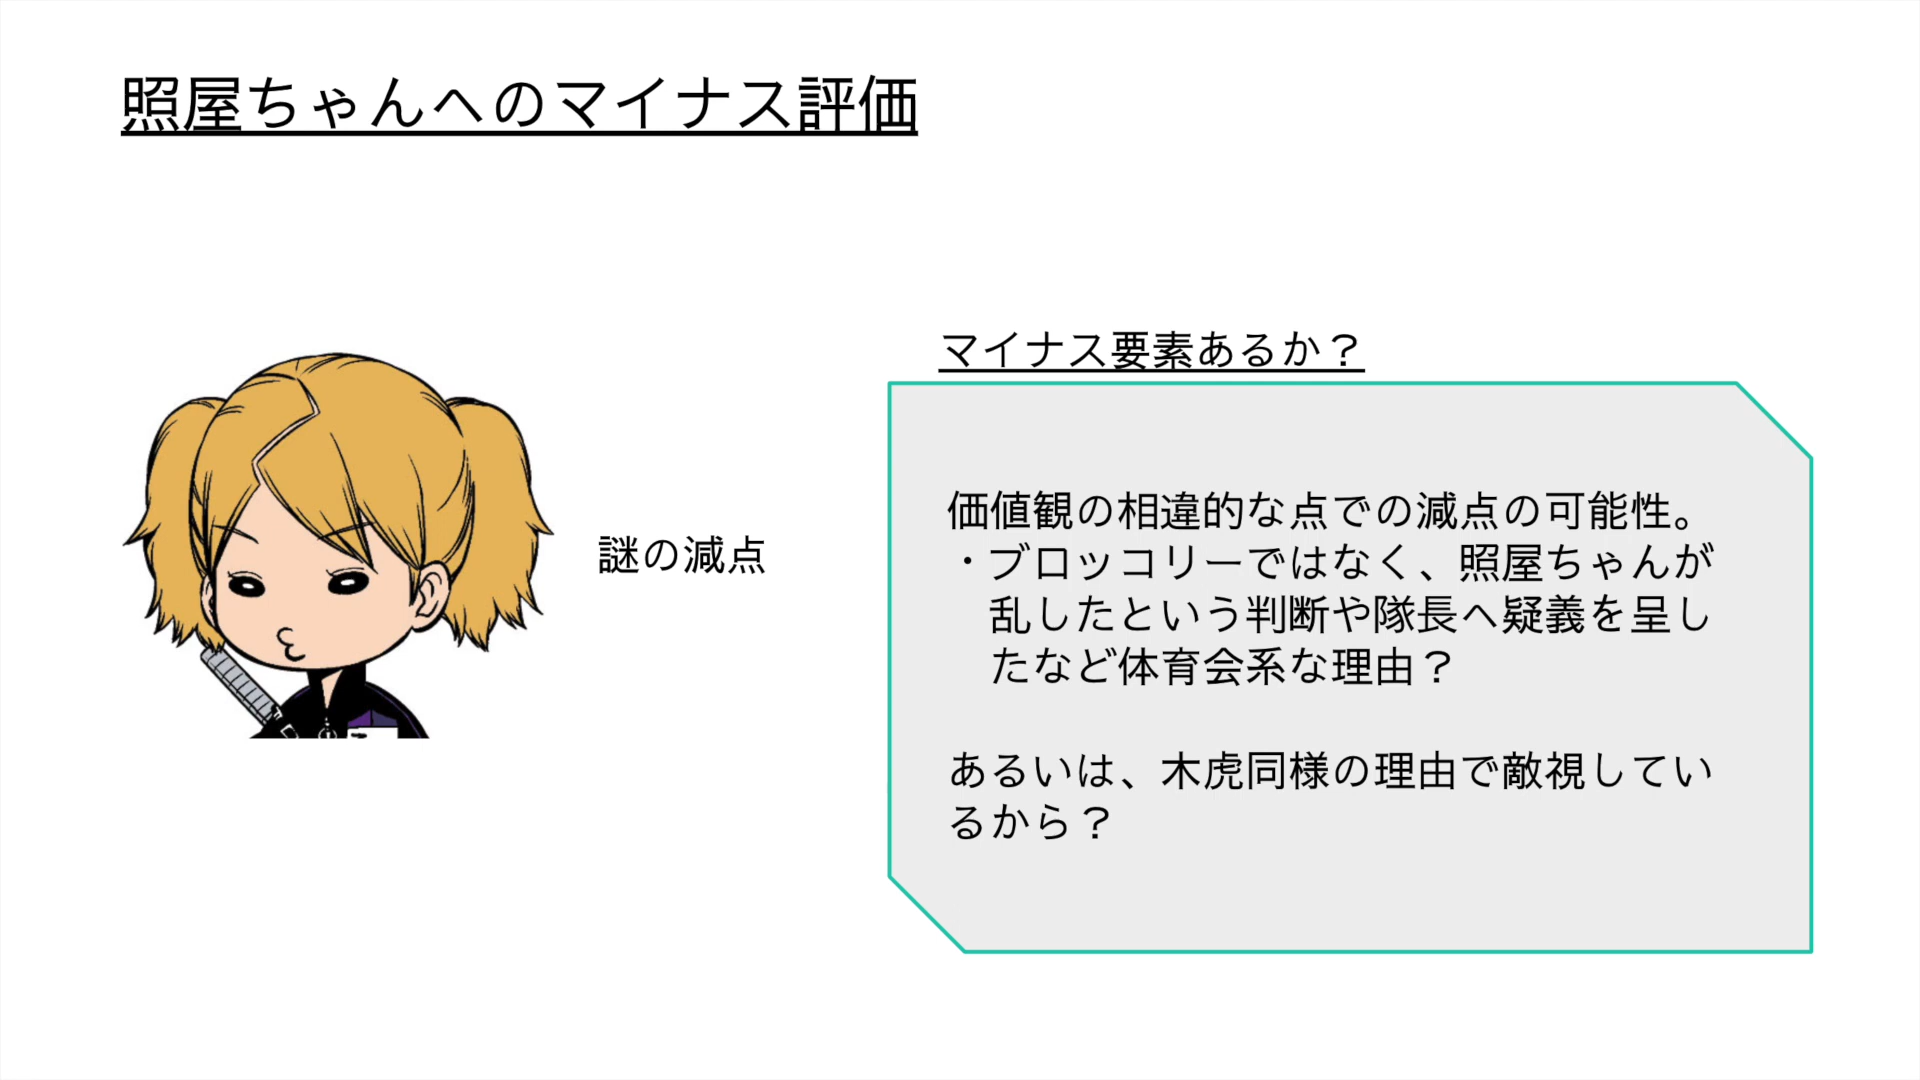 照屋ちゃんへのマイナス評価
謎の減点
マイナス要素あるか？
価値観の相違的な点での減点の可能性。
・ブロッコリーではなく、照屋ちゃんが
乱したという判断や隊長へ疑義を呈し
たなど体育会系な理由？
あるいは、木虎同様の理由で敵視してい
るから？